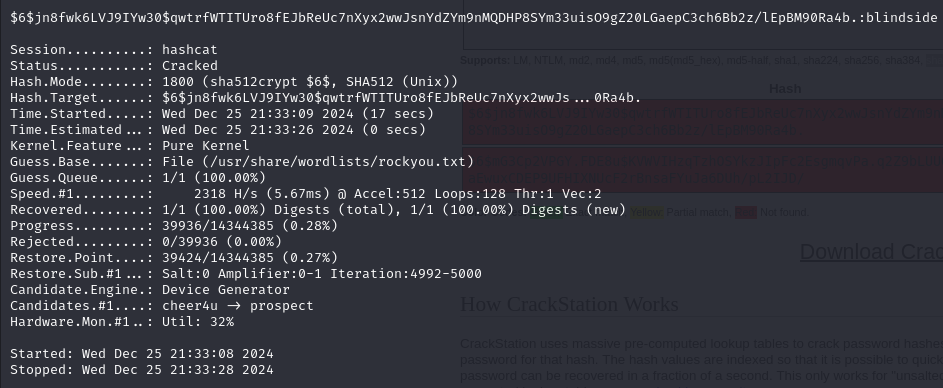 $6$jn8fwk6LVJ9IYw30$qwtrfWTITUro8fEJbReUc7nXyx2wwJsnYdZYm9nMQDHP8SYm33uisO9gZ20LGaepC3ch6Bb2z/lEpBM90Ra4b.:blindside
Session..........: hashcat
Status...........: Cracked
Hash.Mode........: 1800 (sha512crypt $6$, SHA512 (Unix))
Hash.Target......: $6$jn8fwk6LVJ9IYw30$qwtrfWTITUro8fEJbReUc7nXyx2wwJs...0Ra4b.
Time.Started.....: Wed Dec 25 21:33:09 2024 (17 secs)
Time.Estimated...: Wed Dec 25 21:33:26 2024 (0 secs)
Kernel.Feature...: Pure Kernel
Guess.Base.......: File (/usr/share/wordlists/rockyou.txt)
Guess.Queue......: 1/1 (100.00%)
Speed.#1.........:     2318 H/s (5.67ms) @ Accel:512 Loops:128 Thr:1 Vec:2
Recovered........: 1/1 (100.00%) Digests (total), 1/1 (100.00%) Digests (new)
Progress.........: 39936/14344385 (0.28%)
Rejected.........: 0/39936 (0.00%)
Restore.Point....: 39424/14344385 (0.27%)
Restore.Sub.#1...: Salt:0 Amplifier:0-1 Iteration:4992-5000
Candidate.Engine.: Device Generator
Candidates.#1....: cheer4u -> prospect
Hardware.Mon.#1..: Util: 32%
Started: Wed Dec 25 21:33:08 2024
Stopped: Wed Dec 25 21:33:28 2024
Supports: LM, NTLM, md2, md4, md5, md5(md5_hex), md5-half, sha1, sha224, sha256, sha384,
Hash
Yellow: Partial match, Not found.
Download Crac
How CrackStation Works
CrackStation uses massive pre-computed lookup tables to crack password hashes
password for that hash. The hash values are indexed so that it is possible to quick
password can be recovered in a fraction of a second. This only works for "unsalte